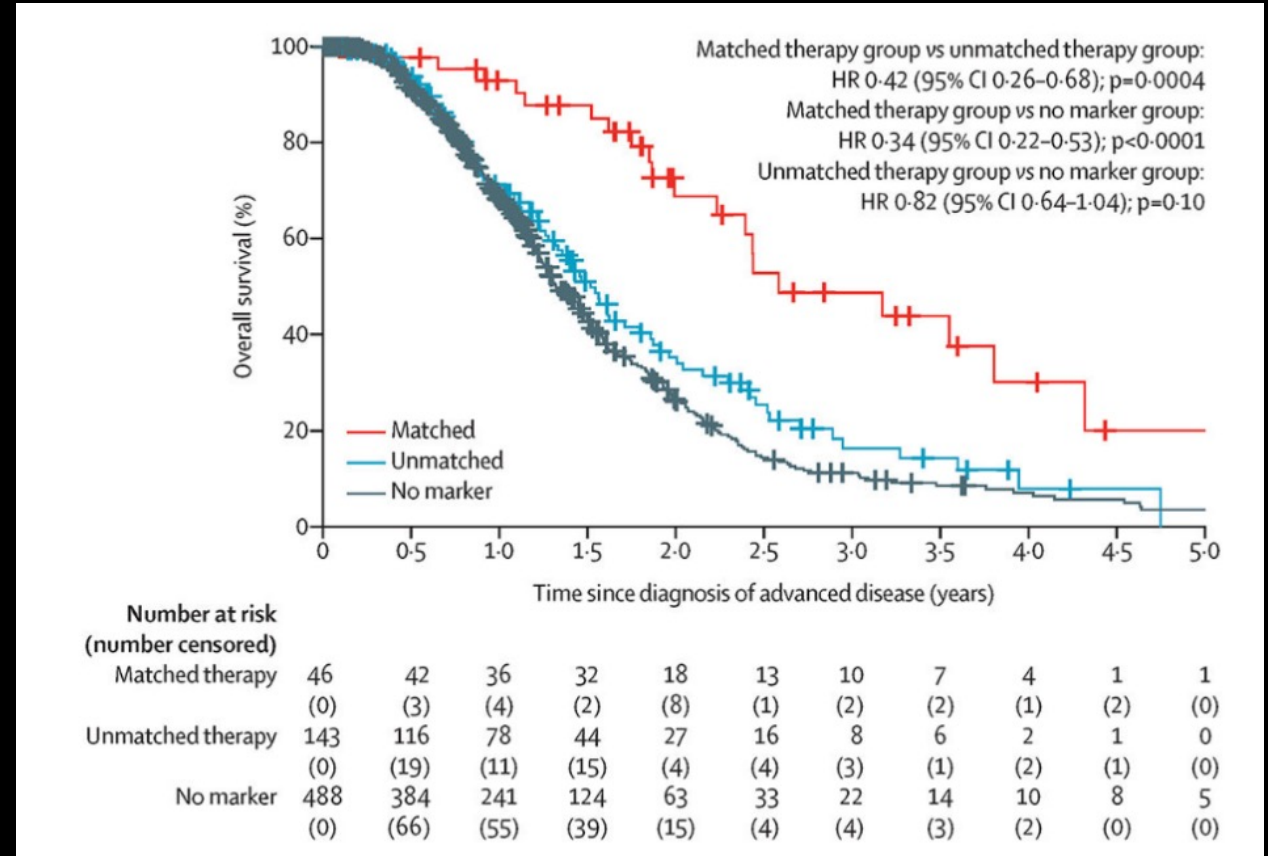 Matched therapy group vs unmatched therapy group:
HR 0·42 (95% CI 0·26–0·68); p=0·0004
Matched therapy group vs no marker group:
HR 0·34 (95% CI 0·22–0·53); p<0·0001
Unmatched therapy group vs no marker group:
HR 0·82 (95% CI 0·64–1·04); p=0·10
100
80
60
40
20
0
Overall survival (%)
Matched
Unmatched
No marker
0 0·5 1·0 1·5 2·0 2·5 3·0 3·5 4·0 4·5 5·0
Time since diagnosis of advanced disease (years)
Number at risk
(number censored)
Matched therapy 46 42 36 32 18 13 10 7 4 1 1
(0) (3) (4) (2) (8) (1) (2) (2) (1) (2) (0)
Unmatched therapy 143 116 78 44 27 16 8 6 2 1 0
(0) (19) (11) (15) (4) (4) (3) (1) (2) (1) (0)
No marker 488 384 241 124 63 33 22 14 10 8 5
(0) (66) (55) (39) (15) (4) (4) (3) (2) (0) (0)